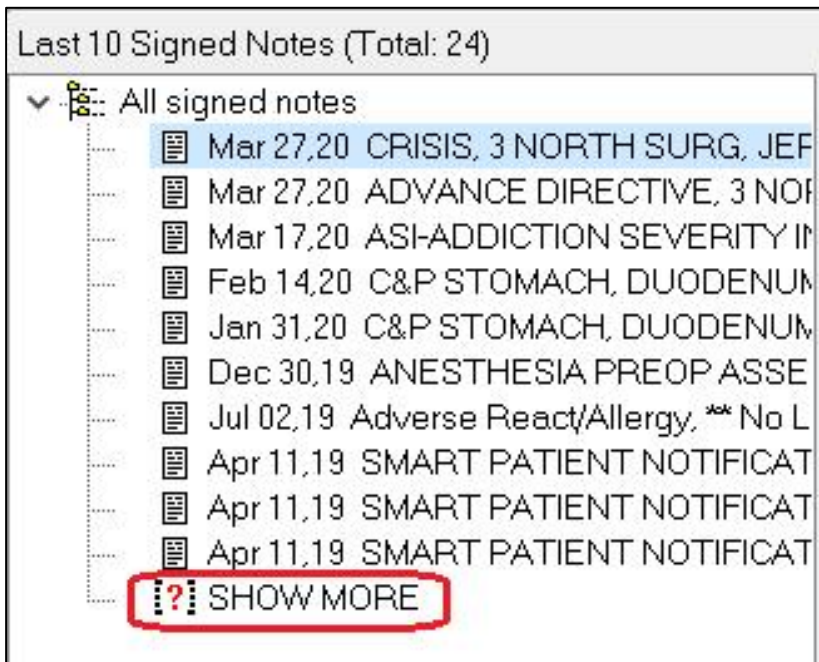 Last 10 Signed Notes (Total: 24)
All signed notes
Mar 27,20 CRISIS, 3 NORTH SURG, JEF
Mar 27,20 ADVANCE DIRECTIVE, 3 NOR
Mar 17,20 ASI-ADDICTION SEVERITY IN
Feb 14,20 C&P STOMACH, DUODENUM
Jan 31,20 C&P STOMACH, DUODENUM
Dec 30,19 ANESTHESIA PREOP ASSE
Jul 02,19 Adverse React/Allergy, ** No L
Apr 11,19 SMART PATIENT NOTIFICAT
Apr 11,19 SMART PATIENT NOTIFICAT
Apr 11,19 SMART PATIENT NOTIFICAT
[?] SHOW MORE